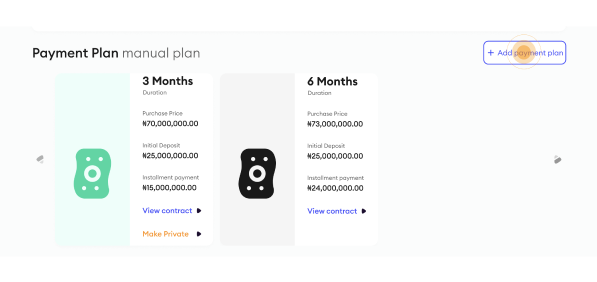 Payment Plan manual plan
+ Add payment plan
3 Months
Duration
Purchase Price
₦70,000,000.00
Initial Deposit
₦25,000,000.00
Installment payment
₦15,000,000.00
View contract
Make Private
6 Months
Duration
Purchase Price
₦73,000,000.00
Initial Deposit
₦25,000,000.00
Installment payment
₦24,000,000.00
View contract